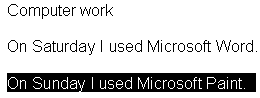 Computer work
On Saturday I used Microsoft Word.
On Sunday I used Microsoft Paint.